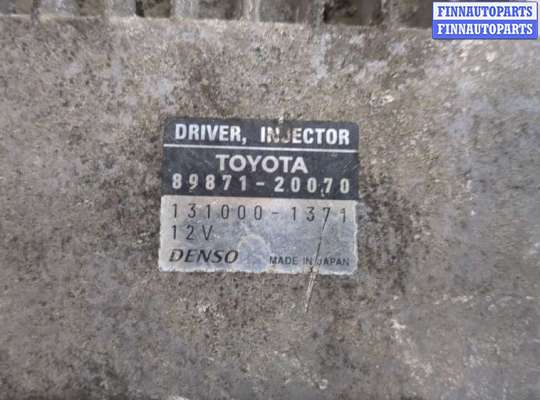 FINNAUTOPARTS
FINNAUTOPARTS
DRIVER, INJECTOR
TOYOTA
89871-20070
131000-1371
12V
DENSO MADE IN JAPAN